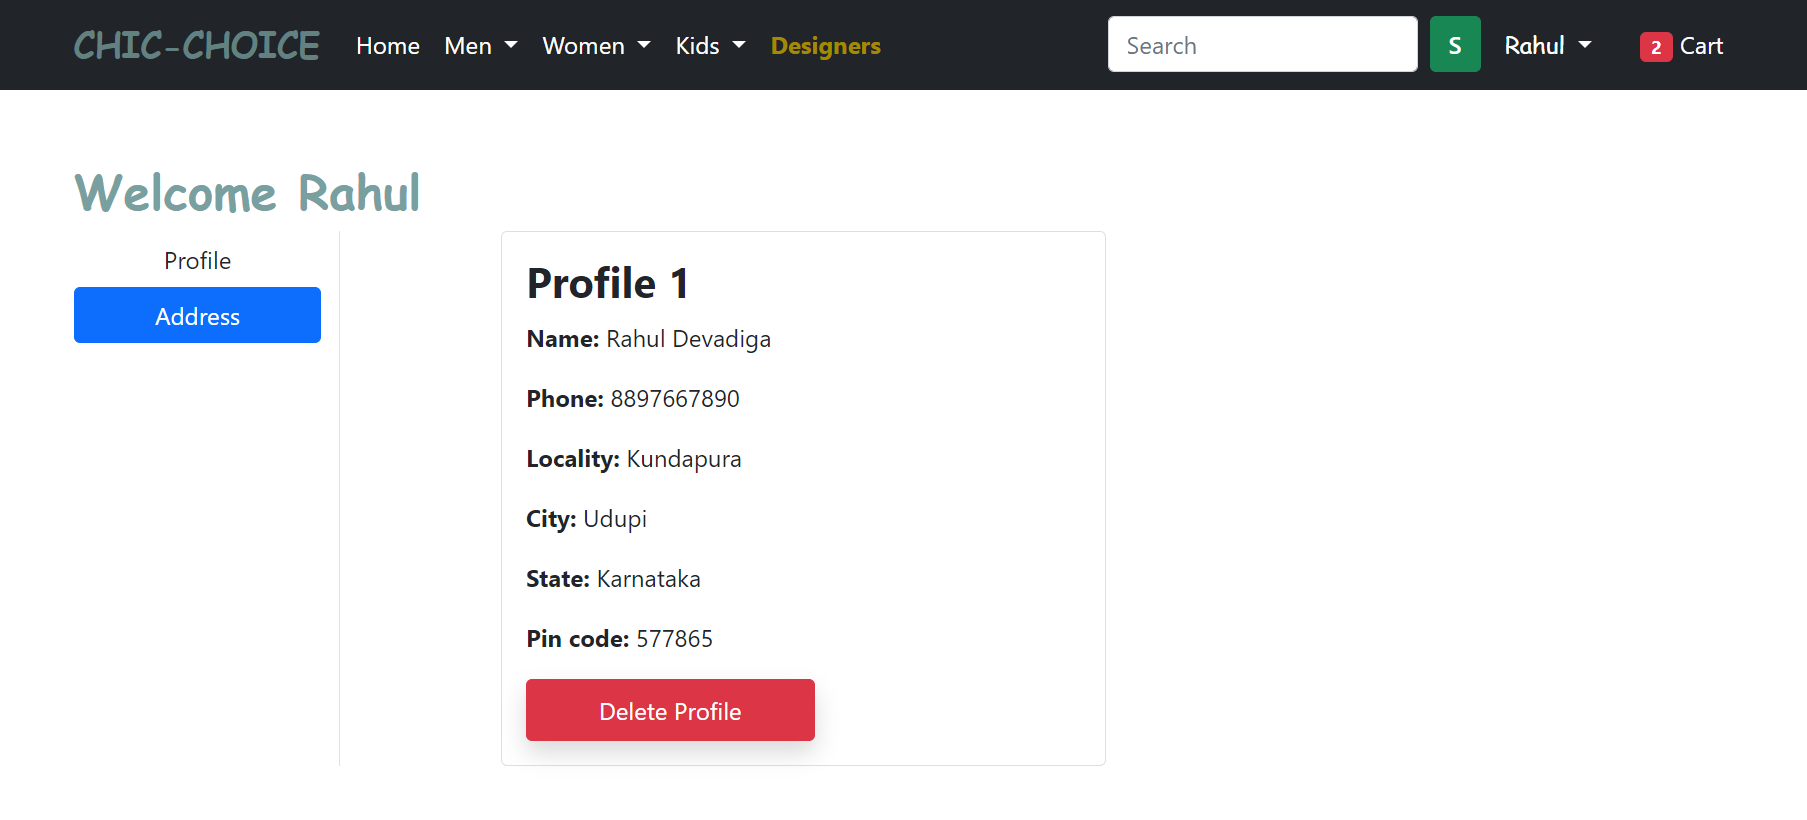 CHIC-CHOICE Home Men Women Kids Designers Search S Rahul 2 Cart
Welcome Rahul
Profile
Address
Profile 1
Name: Rahul Devadiga
Phone: 8897667890
Locality: Kundapura
City: Udupi
State: Karnataka
Pin code: 577865
Delete Profile